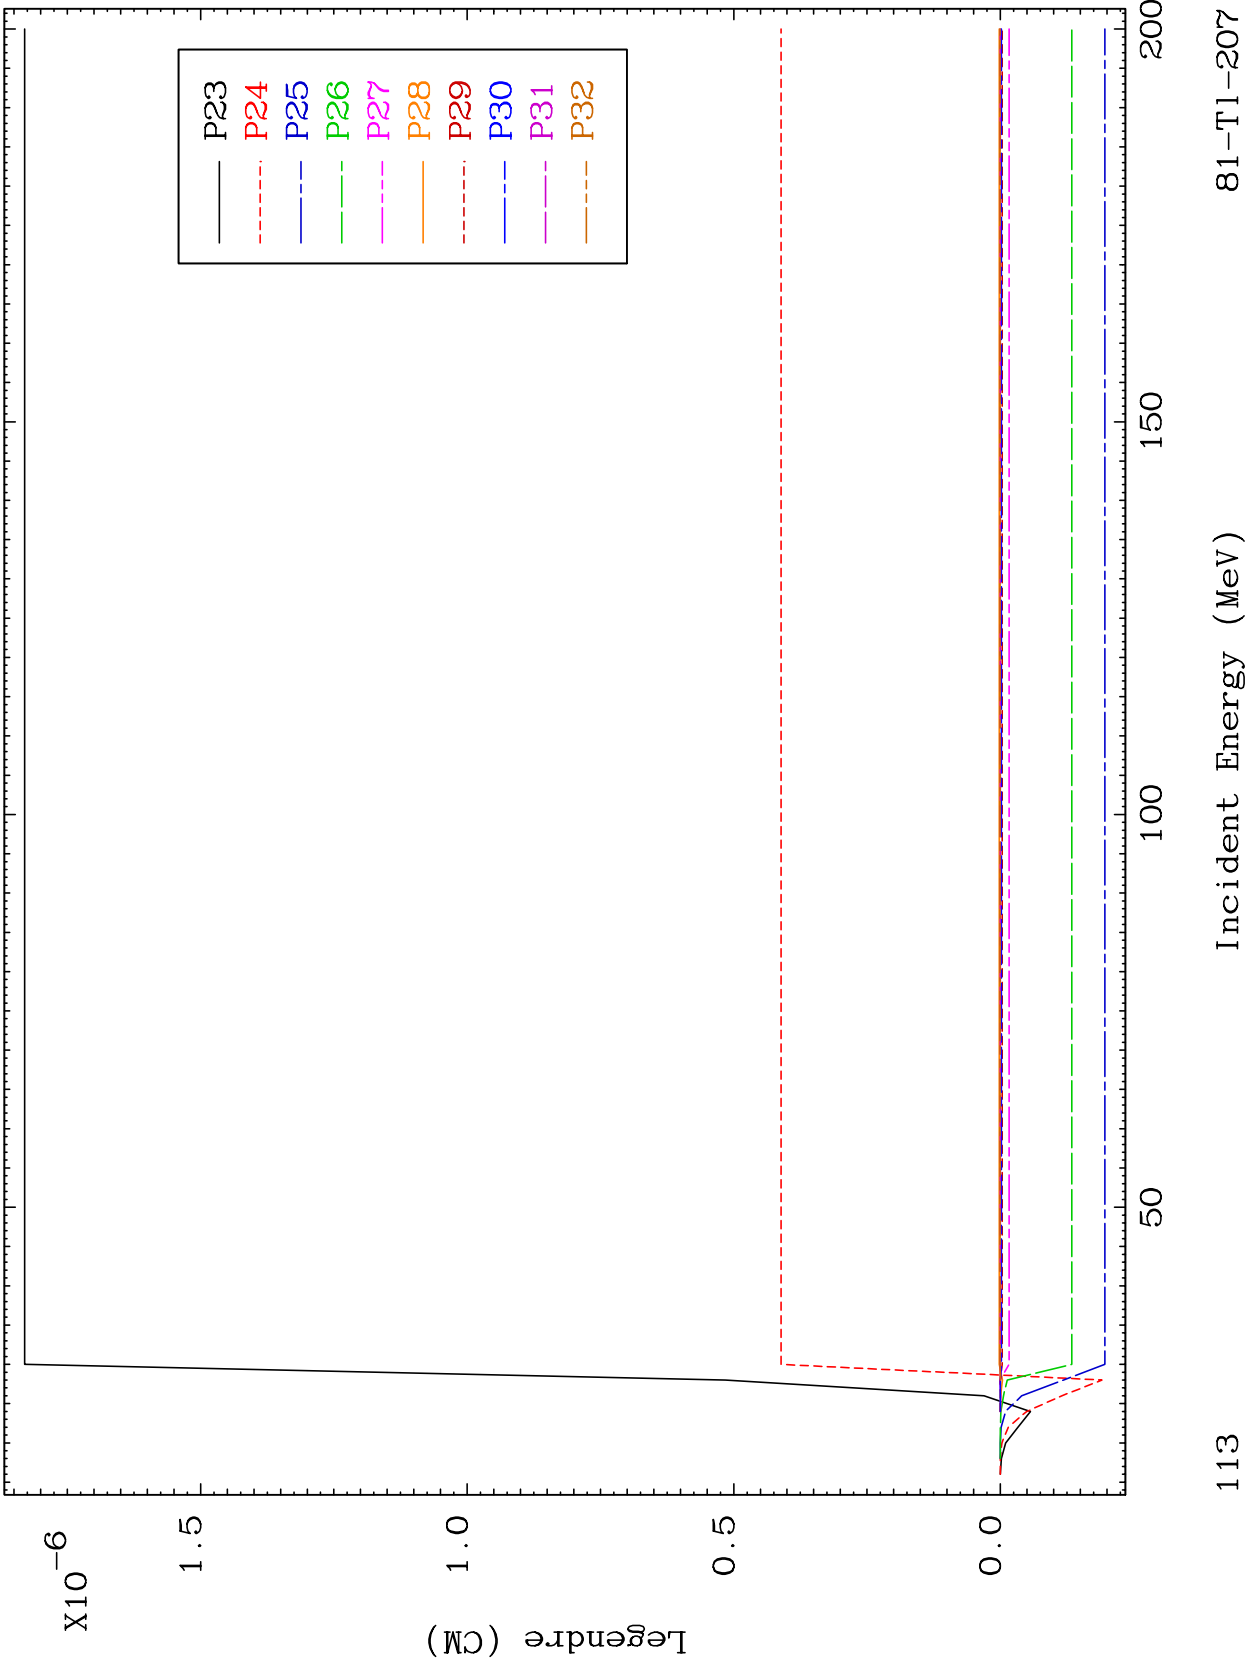 X10-6
Legendre (CM)
1.5
1.0
0.5
0.0
50
100
150
200
P23
P24
P25
P26
P27
P28
P29
P30
P31
P32
113
Incident Energy (MeV)
81-Tl-207